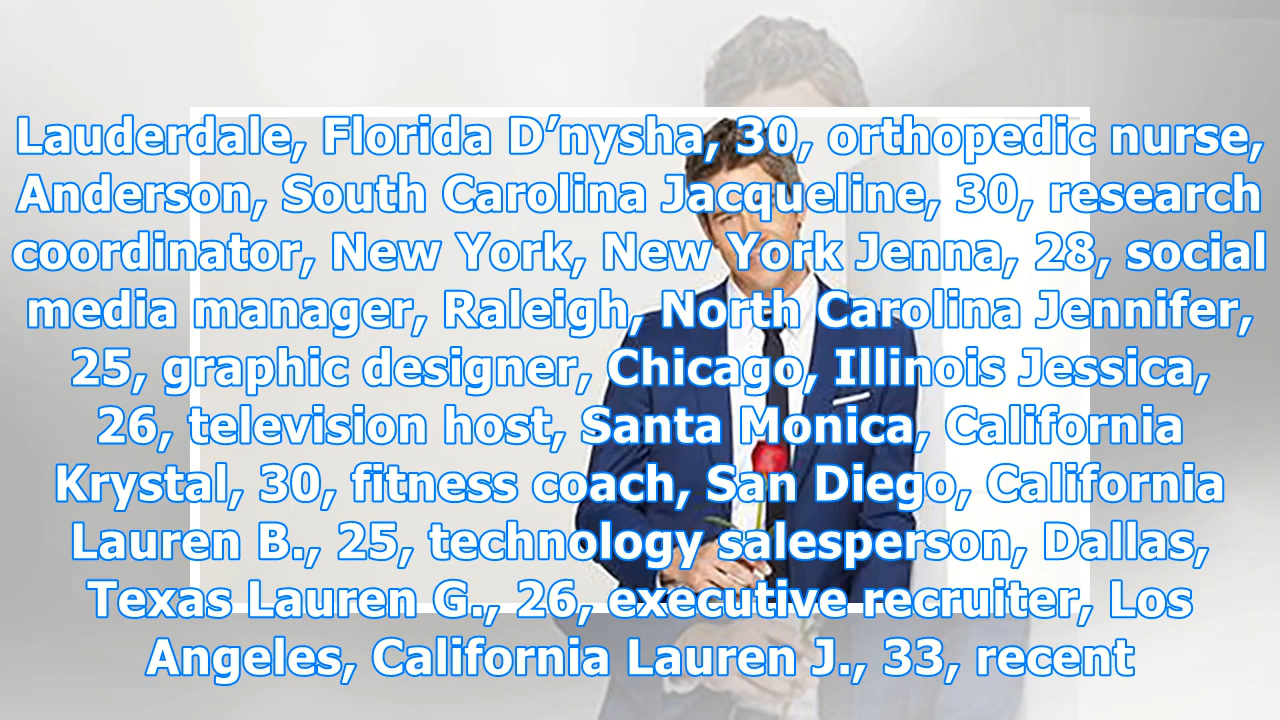 Lauderdale, Florida D’nysha, 30, orthopedic nurse,
Anderson, South Carolina Jacqueline, 30, research
coordinator, New York, New York Jenna, 28, social
media manager, Raleigh, North Carolina Jennifer,
25, graphic designer, Chicago, Illinois Jessica,
26, television host, Santa Monica, California
Krystal, 30, fitness coach, San Diego, California
Lauren B., 25, technology salesperson, Dallas,
Texas Lauren G., 26, executive recruiter, Los
Angeles, California Lauren J., 33, recent